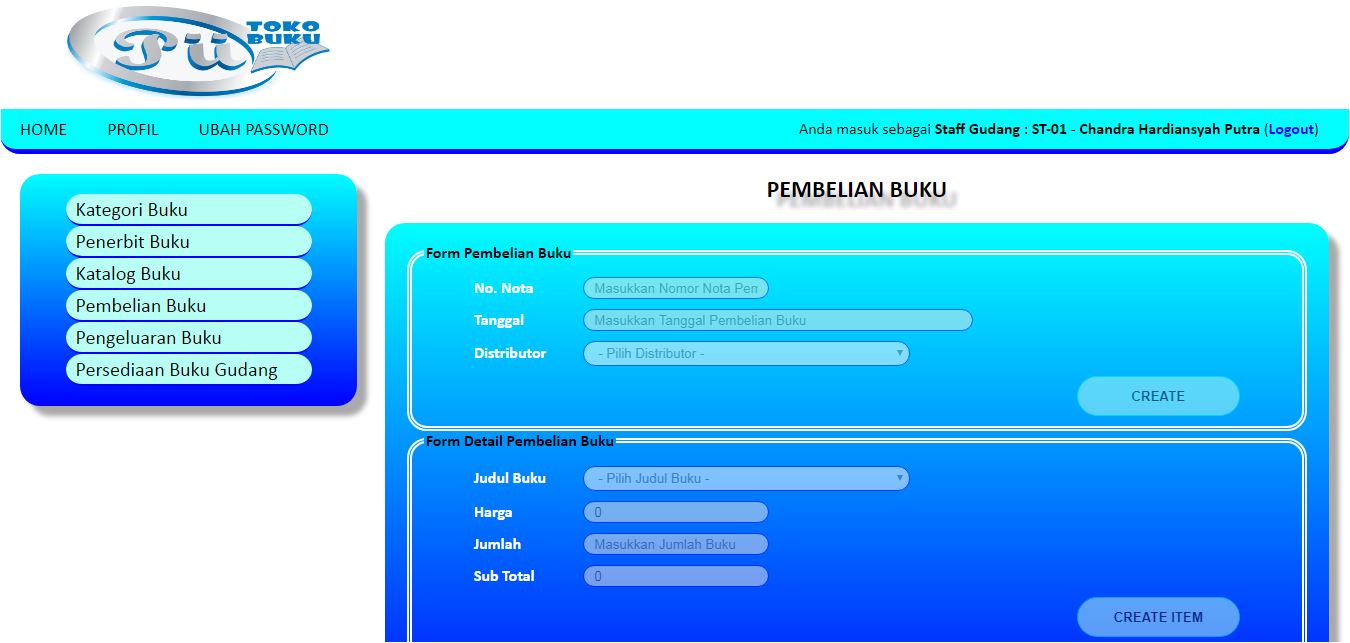 TOKO
BUKU
PU
HOME PROFIL UBAH PASSWORD Anda masuk sebagai Staff Gudang : ST-01 - Chandra Hardiansyah Putra (Logout)
Kategori Buku
Penerbit Buku
Katalog Buku
Pembelian Buku
Pengeluaran Buku
Persediaan Buku Gudang
PEMBELIAN BUKU
Form Pembelian Buku
No. Nota Masukkan Nomor Nota Pem
Tanggal Masukkan Tanggal Pembelian Buku
Distributor - Pilih Distributor -
CREATE
Form Detail Pembelian Buku
Judul Buku - Pilih Judul Buku -
Harga 0
Jumlah Masukkan Jumlah Buku
Sub Total 0
CREATE ITEM